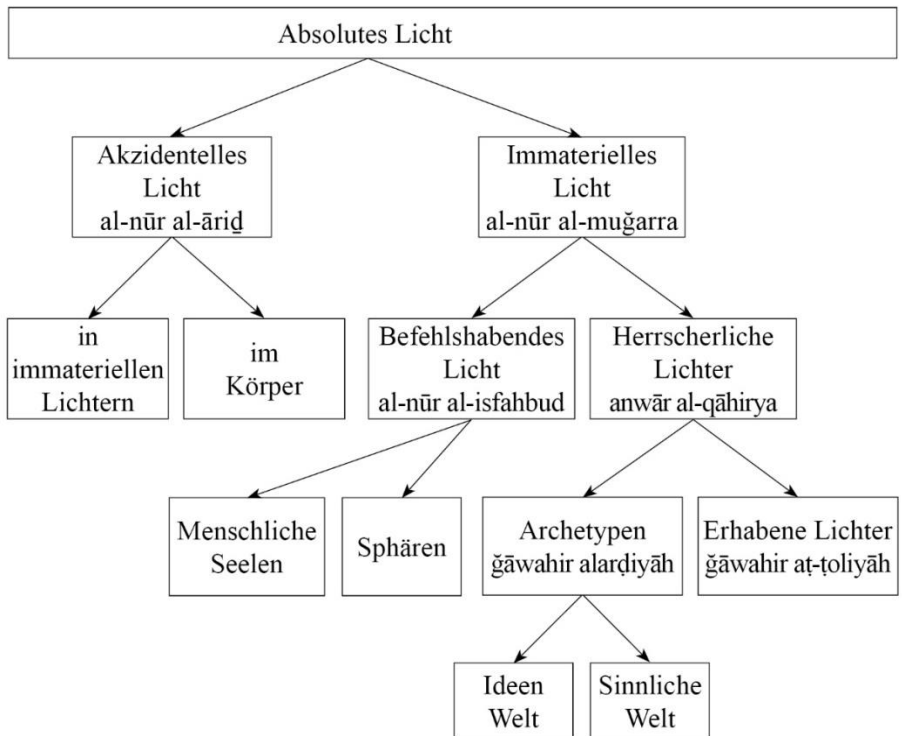 Absolutes Licht
Akzidentelles
Licht
al-nūr al-āriḏ
Immaterielles
Licht
al-nūr al-muǧarra
in
immateriellen
Lichtern
im
Körper
Befehlshabendes
Licht
al-nūr al-isfahbud
Herrscherliche
Lichter
anwār al-qāhirya
Menschliche
Seelen
Sphären
Archetypen
ǧāwahir alarḍiyāh
Erhabene Lichter
ǧāwahir aṭ-ṭoliyāh
Ideen
Welt
Sinnliche
Welt